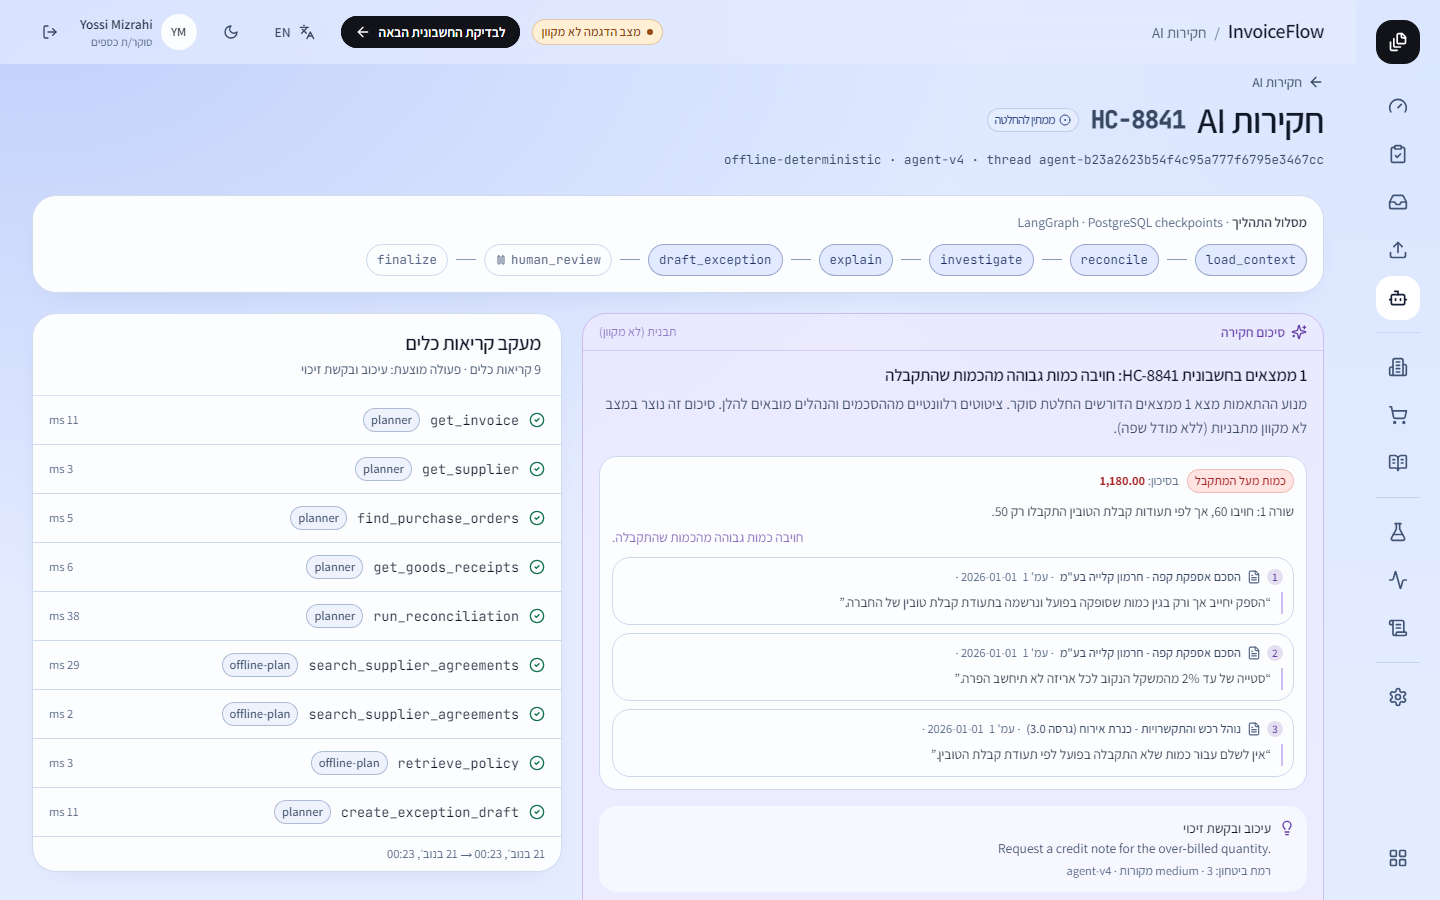 InvoiceFlow / חקירות AI
מצב הדגמה לא מקוון
לבדיקת החשבונית הבאה
EN
Yossi Mizrahi
סוקר/ת כספים
YM
חקירות AI
חקירות AI HC-8841 ממתין להחלטה
offline-deterministic · agent-v4 · thread agent-b23a2623b54f4c95a777f6795e3467cc
מסלול התהליך · LangGraph · PostgreSQL checkpoints
load_context
reconcile
investigate
explain
draft_exception
human_review
finalize
סיכום חקירה
תבנית (לא מקוון)
1 ממצאים בחשבונית HC-8841: חויבה כמות גבוהה מהכמות שהתקבלה
מנוע ההתאמות מצא 1 ממצאים הדורשים החלטת סוקר. ציטוטים רלוונטיים מההסכמים והנהלים מובאים להלן. סיכום זה נוצר במצב
לא מקוון מתבניות (ללא מודל שפה).
כמות מעל המתקבל בסיכון: 1,180.00
שורה 1: חויבו 60, אך לפי תעודות קבלת הטובין התקבלו רק 50.
חויבה כמות גבוהה מהכמות שהתקבלה.
1 הסכם אספקת קפה - חרמון קלייה בע"מ · עמ' 1 2026-01-01 ·
“הספק יחייב אך ורק בגין כמות שסופקה בפועל ונרשמה בתעודת קבלת טובין של החברה.”
2 הסכם אספקת קפה - חרמון קלייה בע"מ · עמ' 1 2026-01-01 ·
“סטייה של עד 2% מהמשקל הנקוב לכל אריזה לא תיחשב הפרה.”
3 נוהל רכש והתקשרויות - כנרת אירוח (גרסה 3.0) · עמ' 1 2026-01-01 ·
“אין לשלם עבור כמות שלא התקבלה בפועל לפי תעודת קבלת הטובין.”
עיכוב ובקשת זיכוי
Request a credit note for the over-billed quantity.
רמת ביטחון: medium · 3 מקורות · agent-v4
מעקב קריאות כלים
9 קריאות כלים · פעולה מוצעת: עיכוב ובקשת זיכוי
get_invoice planner 11 ms
get_supplier planner 3 ms
find_purchase_orders planner 5 ms
get_goods_receipts planner 6 ms
run_reconciliation planner 38 ms
search_supplier_agreements offline-plan 29 ms
search_supplier_agreements offline-plan 2 ms
retrieve_policy offline-plan 3 ms
create_exception_draft planner 11 ms
21 בנוב׳, 00:23 → 21 בנוב׳, 00:23